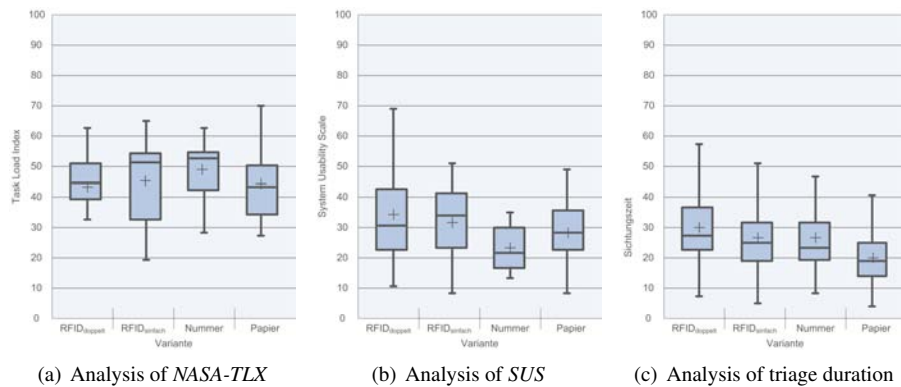 Task Load Index
100
90
80
70
60
50
40
30
20
10
0
RFIDdoppelt RFIDeinfach Nummer Papier
Variante
System Usability Scale
100
90
80
70
60
50
40
30
20
10
0
RFIDdoppelt RFIDeinfach Nummer Papier
Variante
Sichtungszeit
100
90
80
70
60
50
40
30
20
10
0
RFIDdoppelt RFIDeinfach Nummer Papier
Variante
(a) Analysis of NASA-TLX
(b) Analysis of SUS
(c) Analysis of triage duration